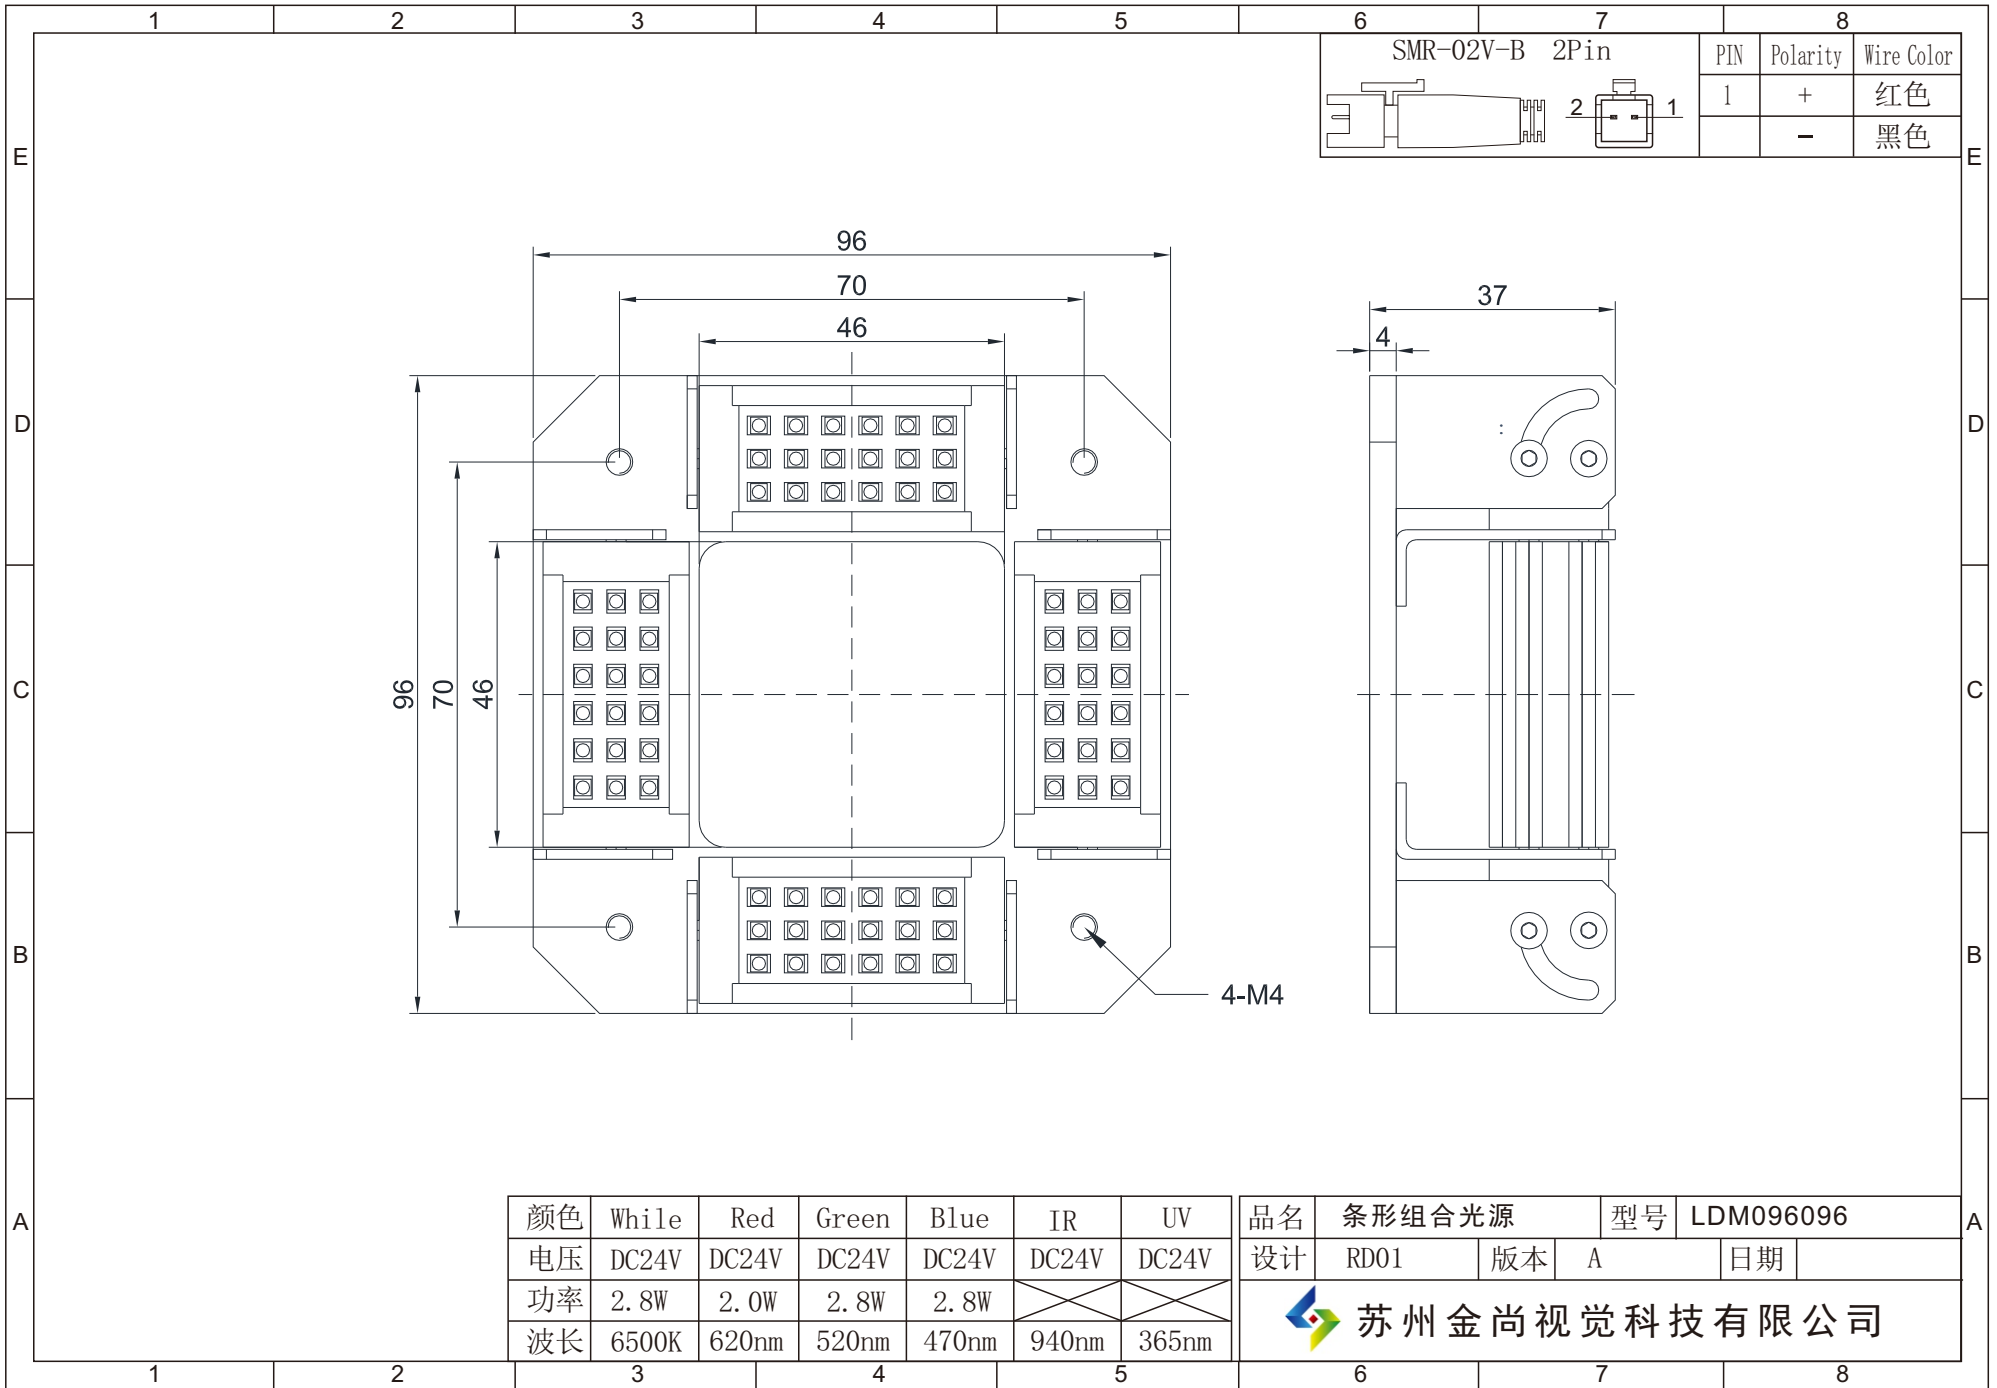 1 2 3 4 5 6 7 8
SMR-02V-B 2Pin
PIN Polarity Wire Color
1 + 红色
- 黑色
2 1
E E
96
70
46
37
4
D D
:
C C
96
70
46
B B
4-M4
A A
颜色 While Red Green Blue IR UV
电压 DC24V DC24V DC24V DC24V DC24V DC24V
功率 2.8W 2.0W 2.8W 2.8W
波长 6500K 620nm 520nm 470nm 940nm 365nm
品名 条形组合光源 型号 LDM096096
设计 RD01 版本 A 日期
苏州金尚视觉科技有限公司
1 2 3 4 5 6 7 8